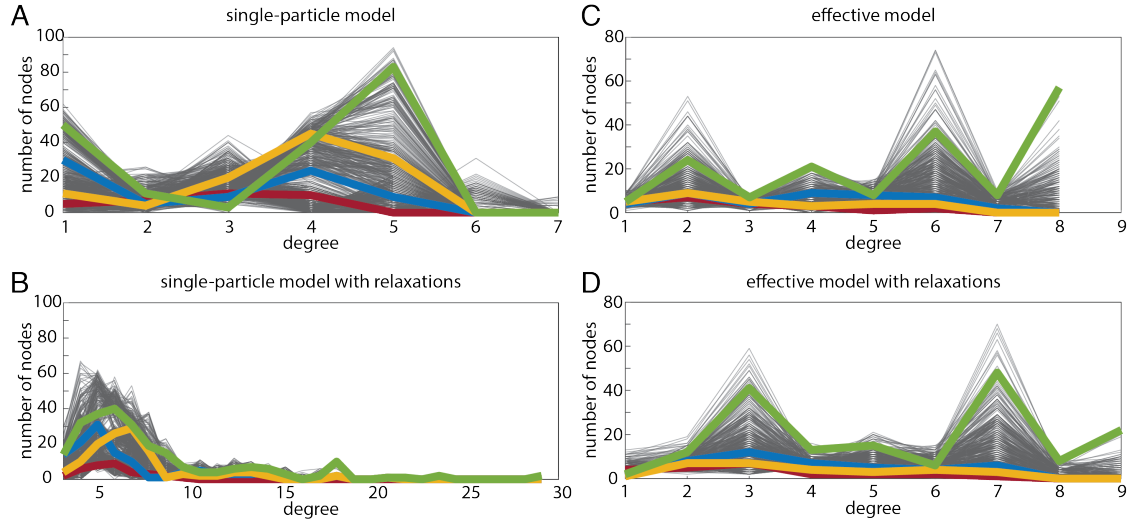 A
single-particle model
100
80
60
40
20
0
number of nodes
1 2 3 4 5 6 7
degree
B
single-particle model with relaxations
100
80
60
40
20
0
number of nodes
5 10 15 20 25 30
degree
C
effective model
80
60
40
20
0
number of nodes
1 2 3 4 5 6 7 8 9
degree
D
effective model with relaxations
80
60
40
20
0
number of nodes
1 2 3 4 5 6 7 8 9
degree